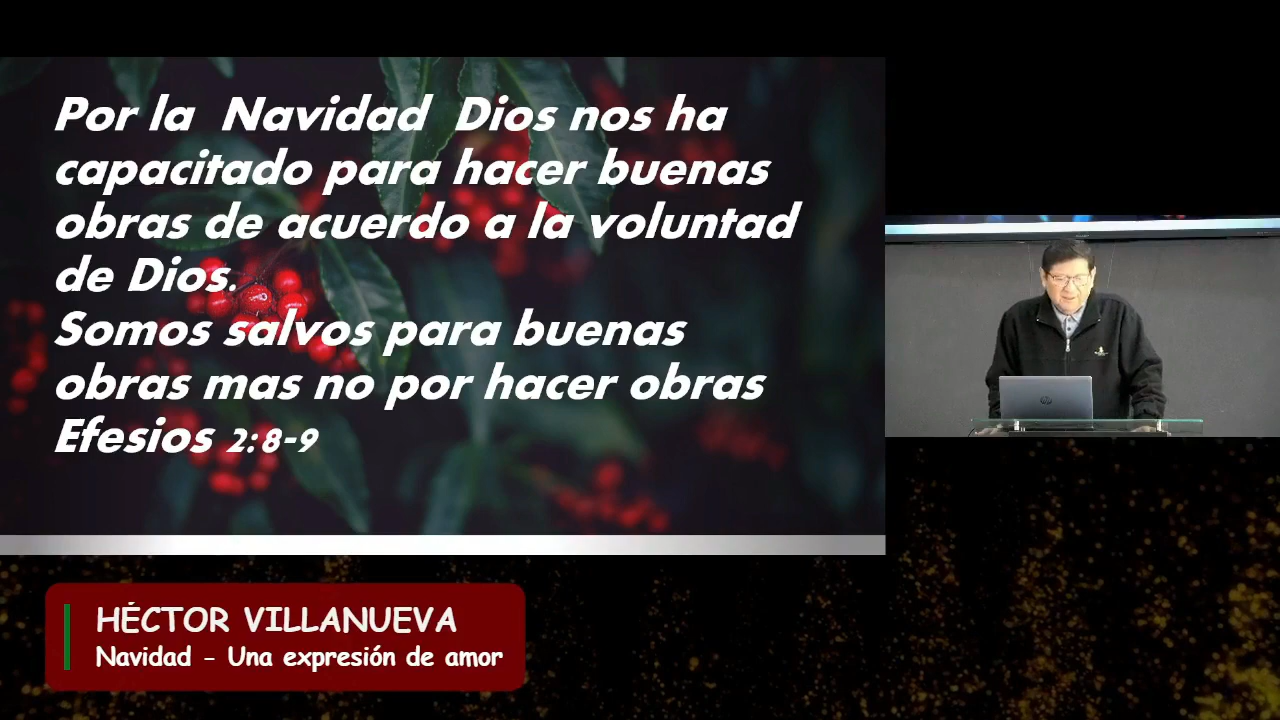 Por la Navidad Dios nos ha
capacitado para hacer buenas
obras de acuerdo a la voluntad
de Dios.
Somos salvos para buenas
obras mas no por hacer obras
Efesios 2:8-9
HÉCTOR VILLANUEVA
Navidad - Una expresión de amor